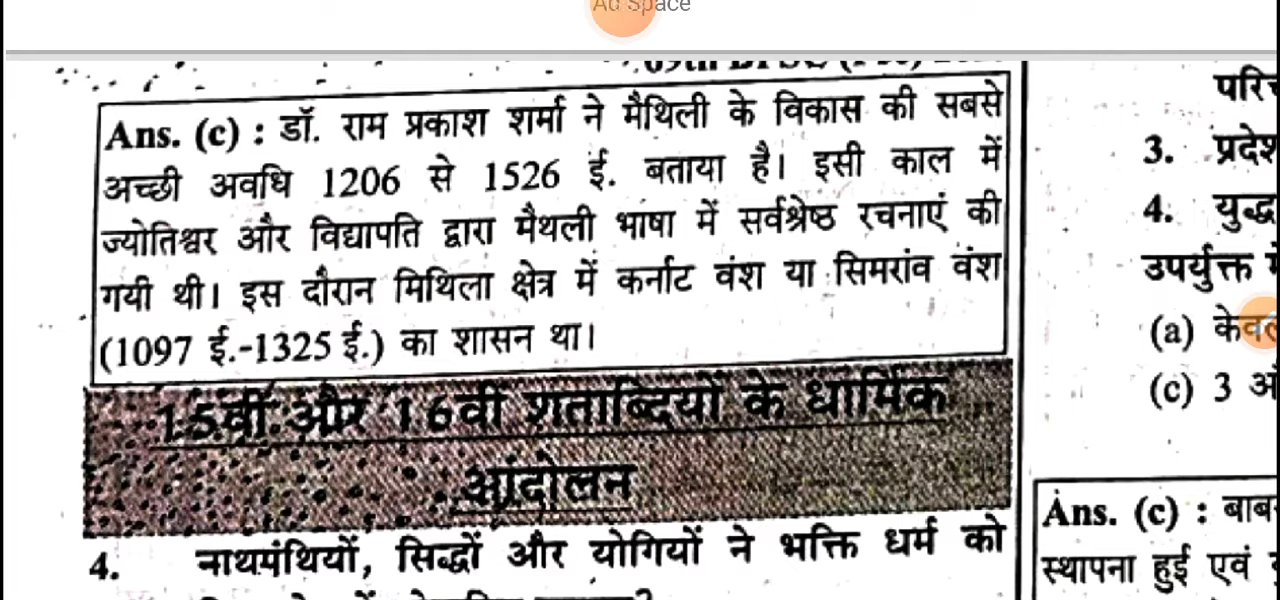 Ad Space
Ans. (c) : डॉ. राम प्रकाश शर्मा ने मैथिली के विकास की सबसे
अच्छी अवधि 1206 से 1526 ई. बताया है। इसी काल में
ज्योतिश्वर और विद्यापति द्वारा मैथली भाषा में सर्वश्रेष्ठ रचनाएं की
गयी थी। इस दौरान मिथिला क्षेत्र में कर्नाट वंश या सिमरांव वंश
(1097 ई.-1325 ई.) का शासन था।
15वीं और 16वी शताब्दियों के धार्मिक
आंदोलन
4. नाथपंथियों, सिद्धों और योगियों ने भक्ति धर्म को
3.
4. युद्ध
उपर्युक्त
(a)
(c) 3
Ans. (c) :
स्थापना हुई एवं